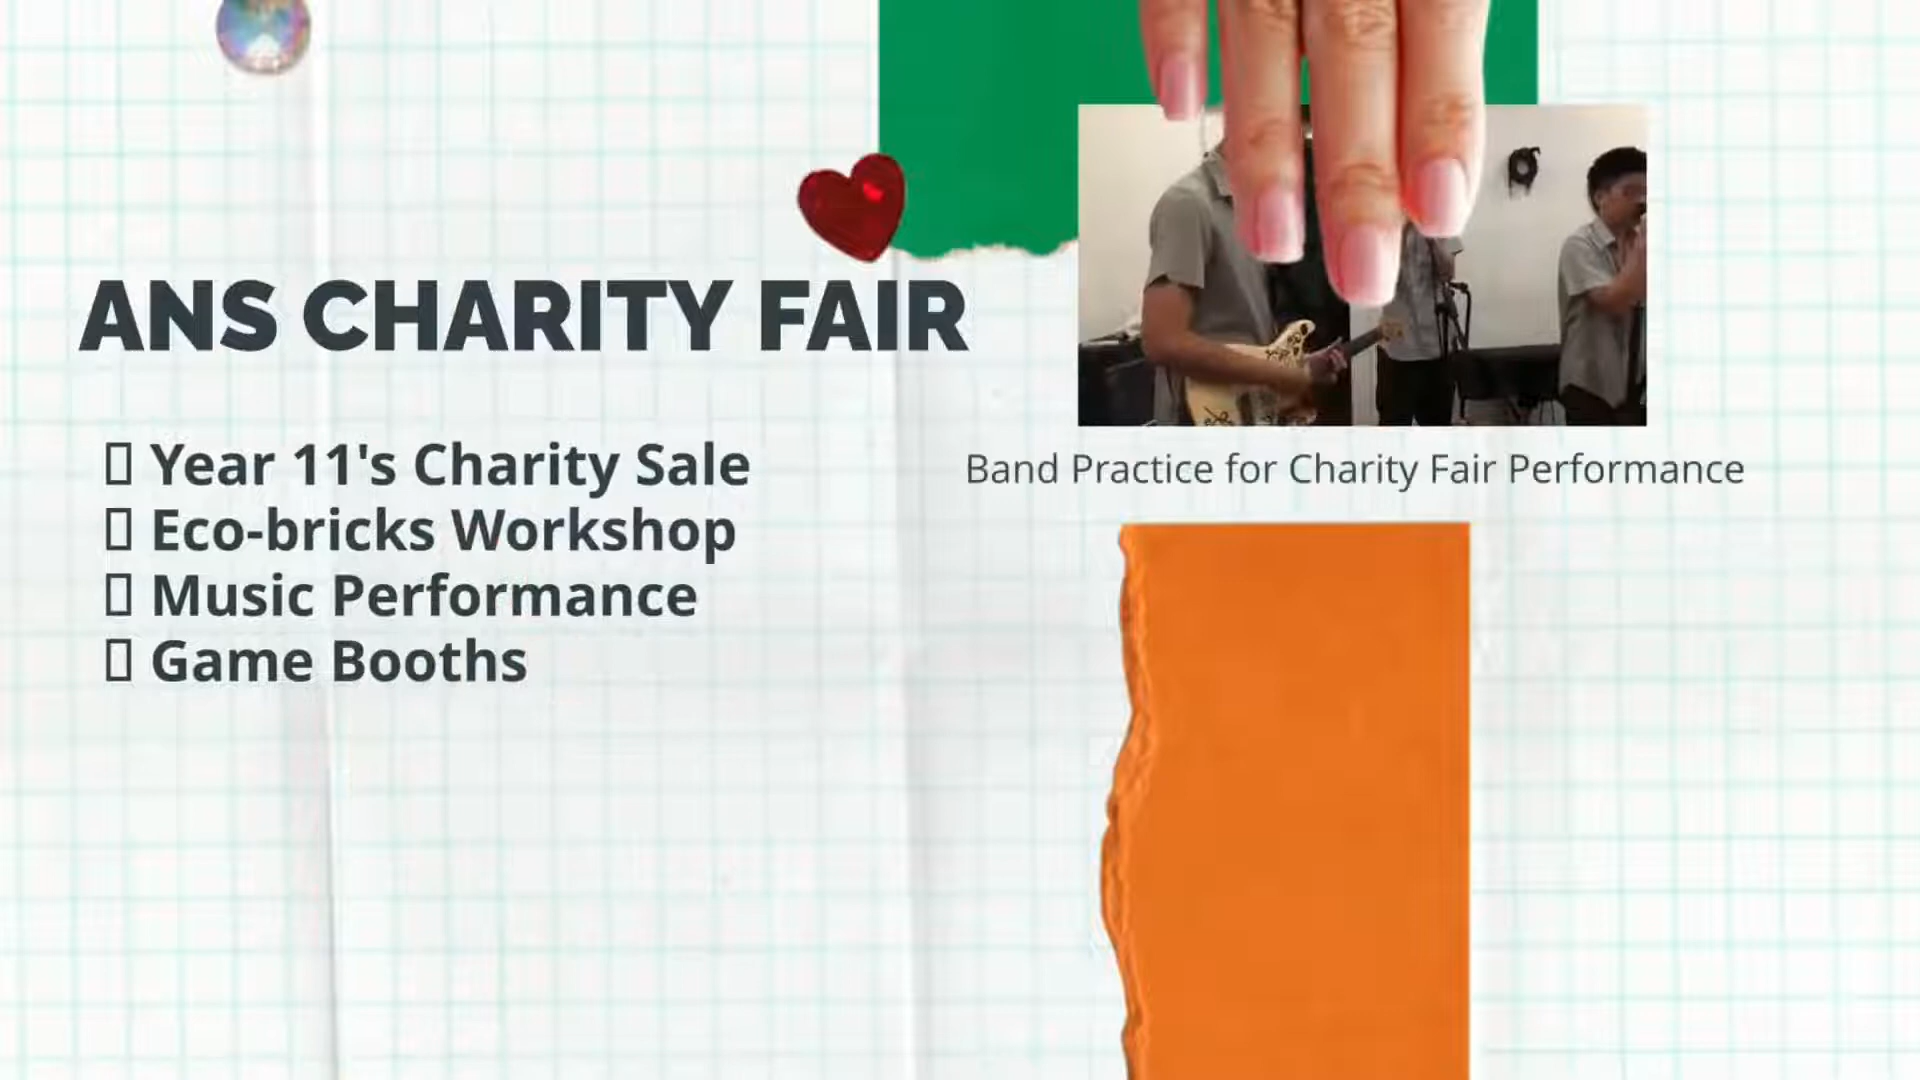 ANS CHARITY FAIR
Year 11's Charity Sale
Eco-bricks Workshop
Music Performance
Game Booths
Band Practice for Charity Fair Performance